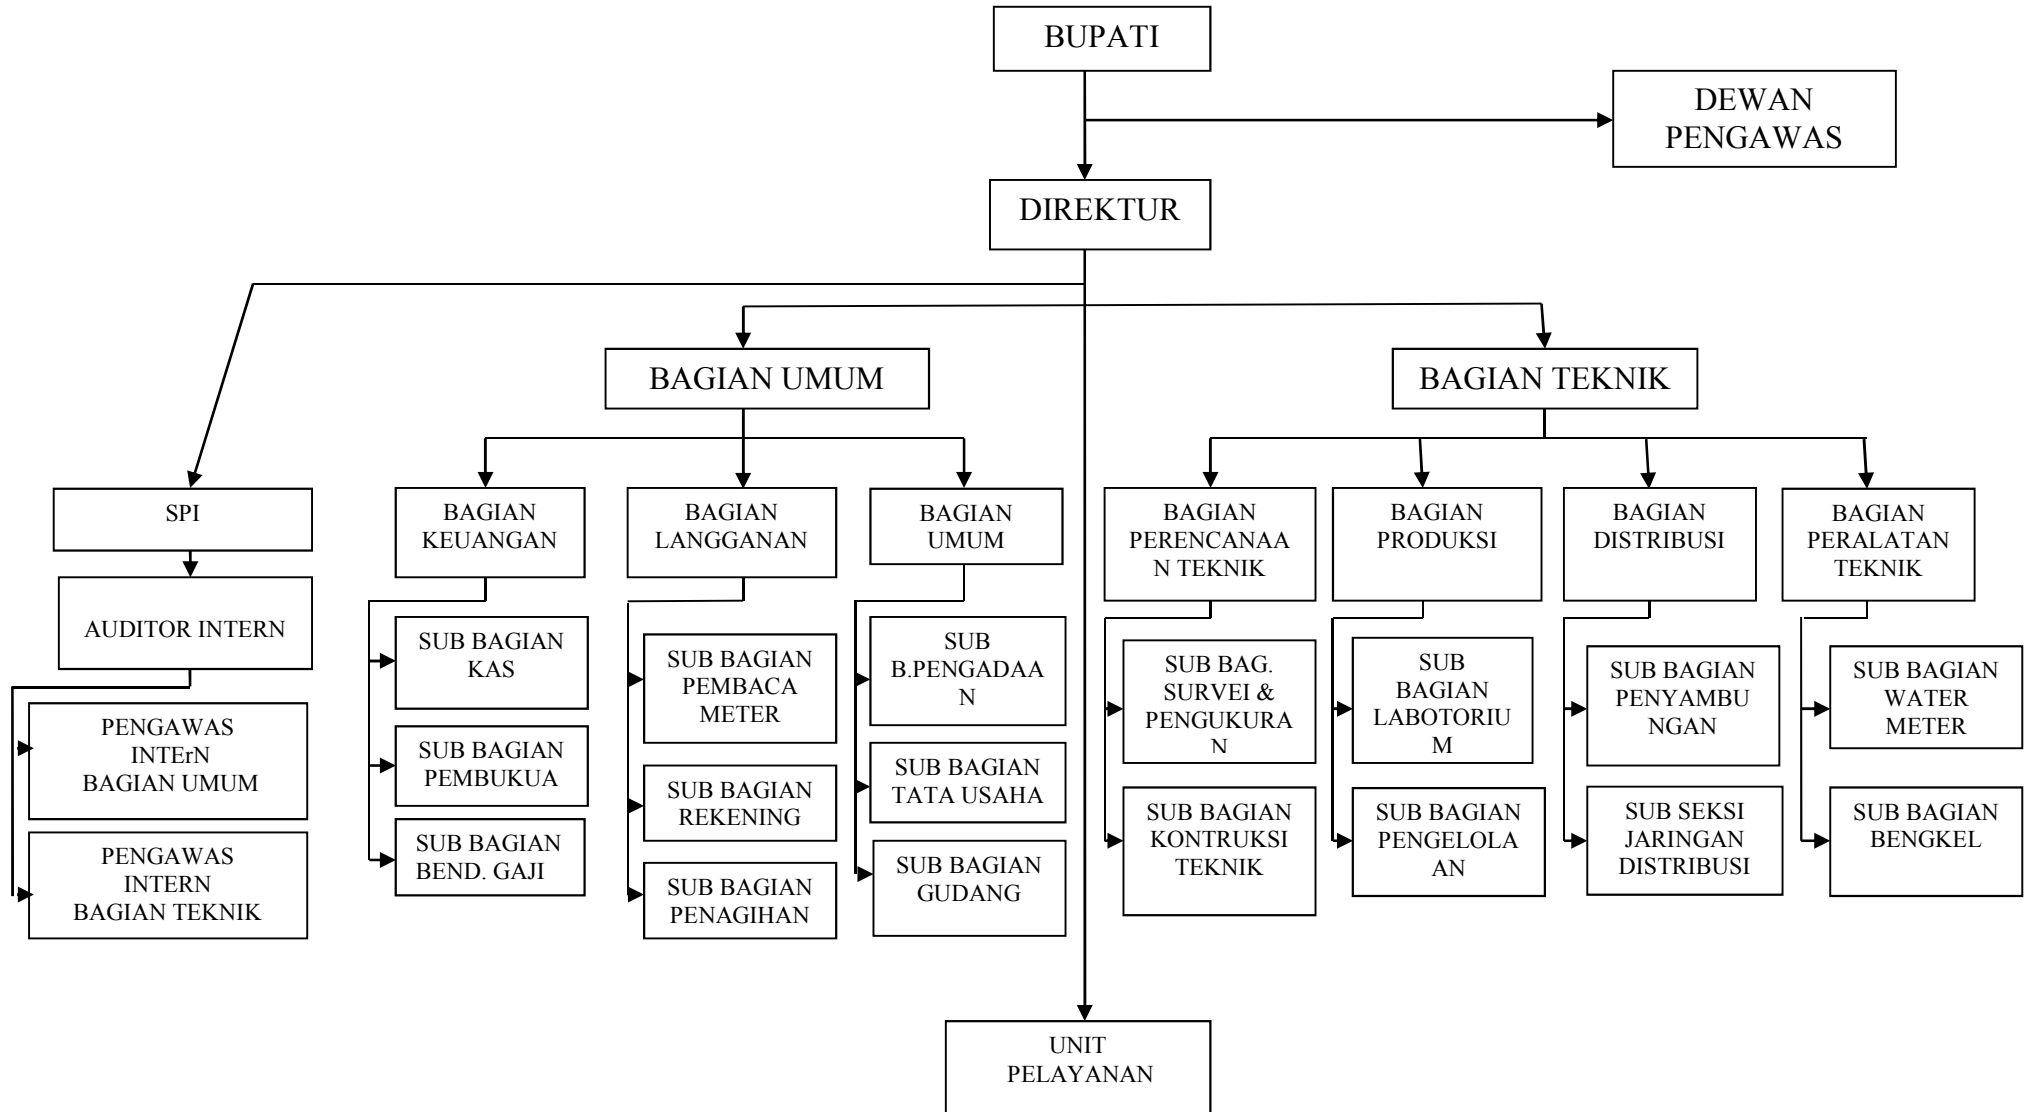 BUPATI
DEWAN
PENGAWAS
DIREKTUR
BAGIAN UMUM
BAGIAN TEKNIK
SPI
BAGIAN
KEUANGAN
BAGIAN
LANGGANAN
BAGIAN
UMUM
BAGIAN
PERENCANAA
N TEKNIK
BAGIAN
PRODUKSI
BAGIAN
DISTRIBUSI
BAGIAN
PERALATAN
TEKNIK
AUDITOR INTERN
PENGAWAS
INTErN
BAGIAN UMUM
PENGAWAS
INTERN
BAGIAN TEKNIK
SUB BAGIAN
KAS
SUB BAGIAN
PEMBUKUA
SUB BAGIAN
BEND. GAJI
SUB BAGIAN
PEMBACA
METER
SUB BAGIAN
REKENING
SUB BAGIAN
PENAGIHAN
SUB
B.PENGADAA
N
SUB BAGIAN
TATA USAHA
SUB BAGIAN
GUDANG
SUB BAG.
SURVEI &
PENGUKURA
N
SUB BAGIAN
KONTRUKSI
TEKNIK
SUB
BAGIAN
LABOTORIU
M
SUB BAGIAN
PENGELOLA
AN
SUB BAGIAN
PENYAMBU
NGAN
SUB SEKSI
JARINGAN
DISTRIBUSI
SUB BAGIAN
WATER
METER
SUB BAGIAN
BENGKEL
UNIT
PELAYANAN